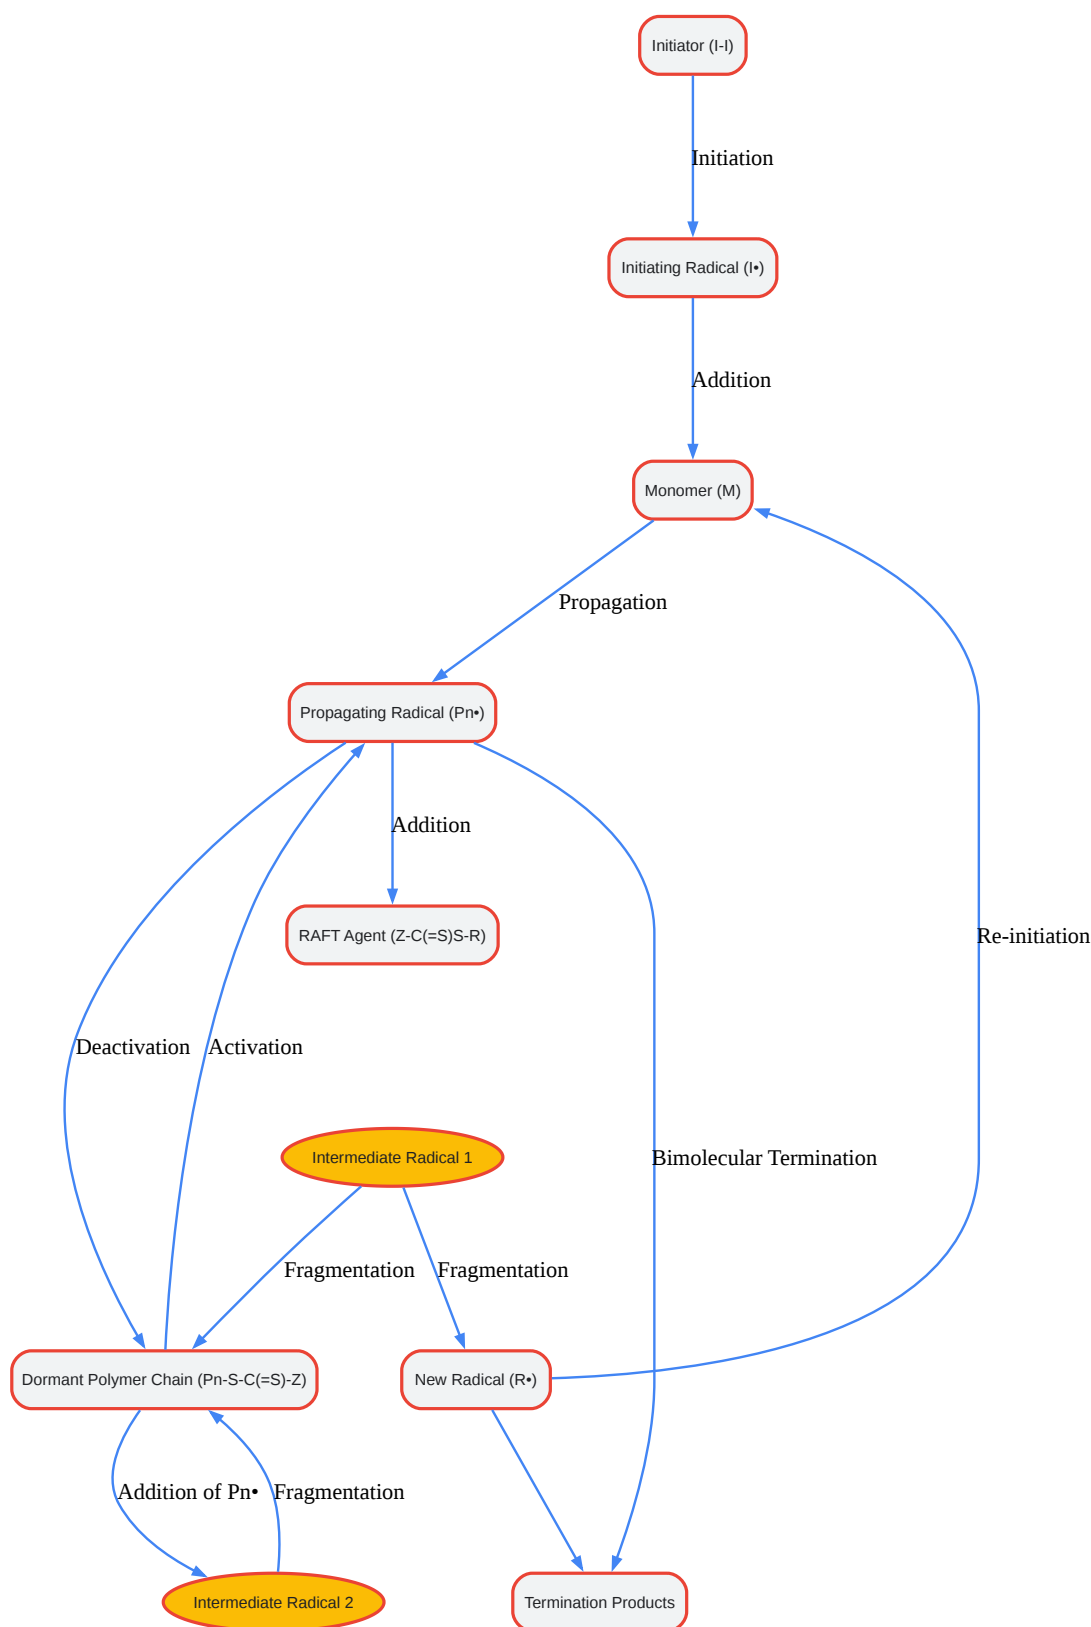 Initiator (I-I)
Initiation
Initiating Radical (I•)
Addition
Monomer (M)
Propagation
Propagating Radical (Pn•)
Addition
RAFT Agent (Z-C(=S)S-R)
Re-initiation
Deactivation
Activation
Intermediate Radical 1
Bimolecular Termination
Fragmentation
Fragmentation
Dormant Polymer Chain (Pn-S-C(=S)-Z)
New Radical (R•)
Addition of Pn•
Fragmentation
Intermediate Radical 2
Termination Products